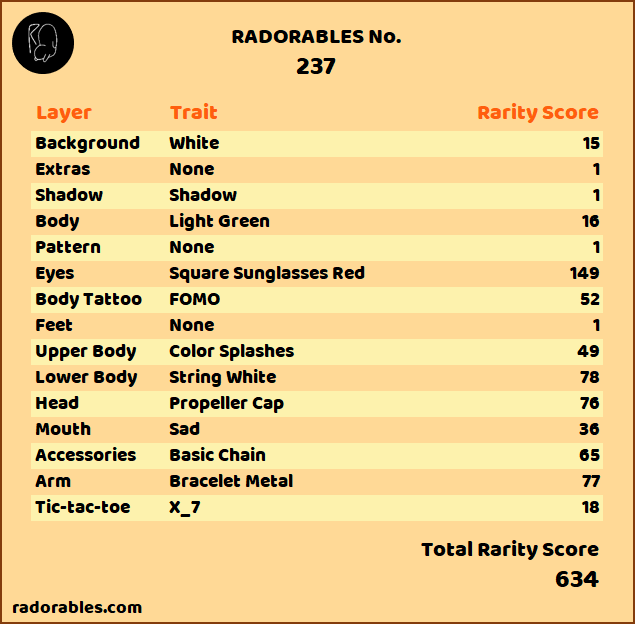 RADORABLES No.
237
Layer Trait Rarity Score
Background White 15
Extras None 1
Shadow Shadow 1
Body Light Green 16
Pattern None 1
Eyes Square Sunglasses Red 149
Body Tattoo FOMO 52
Feet None 1
Upper Body Color Splashes 49
Lower Body String White 78
Head Propeller Cap 76
Mouth Sad 36
Accessories Basic Chain 65
Arm Bracelet Metal 77
Tic-tac-toe X_7 18
Total Rarity Score
634
radorables.com